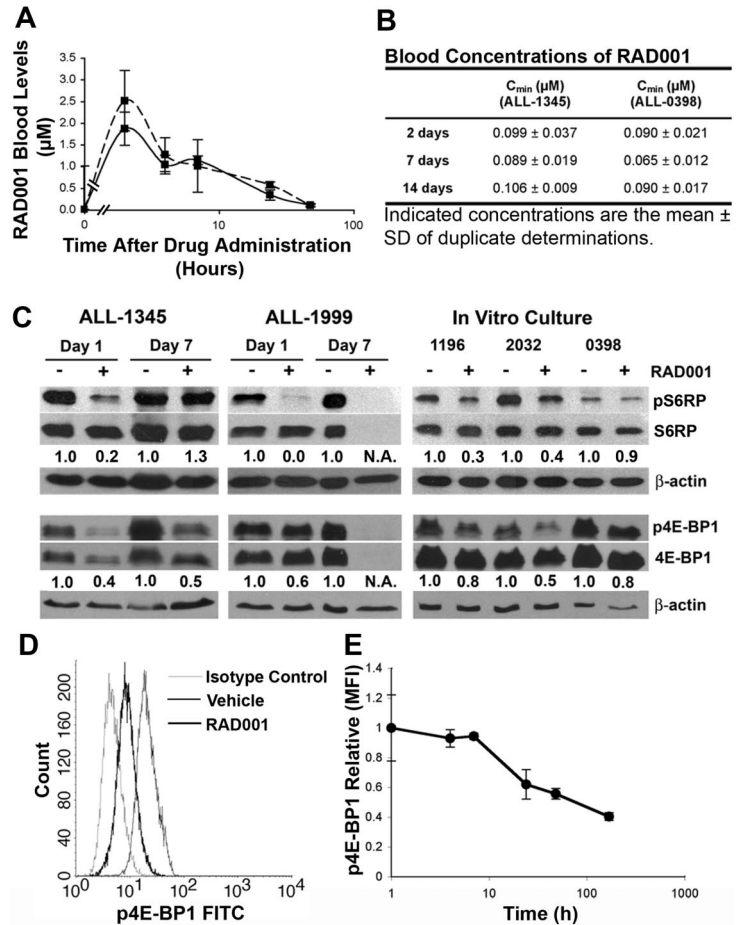 A
RAD001 Blood Levels
(µM)
3.5
3.0
2.5
2.0
1.5
1.0
0.5
0.0
0 10 100
Time After Drug Administration
(Hours)
B
Blood Concentrations of RAD001
Cmin (µM) Cmin (µM)
(ALL-1345) (ALL-0398)
2 days 0.099 ± 0.037 0.090 ± 0.021
7 days 0.089 ± 0.019 0.065 ± 0.012
14 days 0.106 ± 0.009 0.090 ± 0.017
Indicated concentrations are the mean ±
SD of duplicate determinations.
C
ALL-1345 ALL-1999 In Vitro Culture
Day 1 Day 7 Day 1 Day 7 1196 2032 0398
- + - + - + - + - + - + - + RAD001
pS6RP
S6RP
1.0 0.2 1.0 1.3 1.0 0.0 1.0 N.A. 1.0 0.3 1.0 0.4 1.0 0.9
β-actin
p4E-BP1
4E-BP1
1.0 0.4 1.0 0.5 1.0 0.6 1.0 N.A. 1.0 0.8 1.0 0.5 1.0 0.8
β-actin
D
Isotype Control
Vehicle
RAD001
Count
200
160
120
80
40
0
10⁰ 10¹ 10² 10³ 10⁴
p4E-BP1 FITC
E
p4E-BP1 Relative (MFI)
1.4
1.2
1
0.8
0.6
0.4
0.2
0
1 10 100 1000
Time (h)